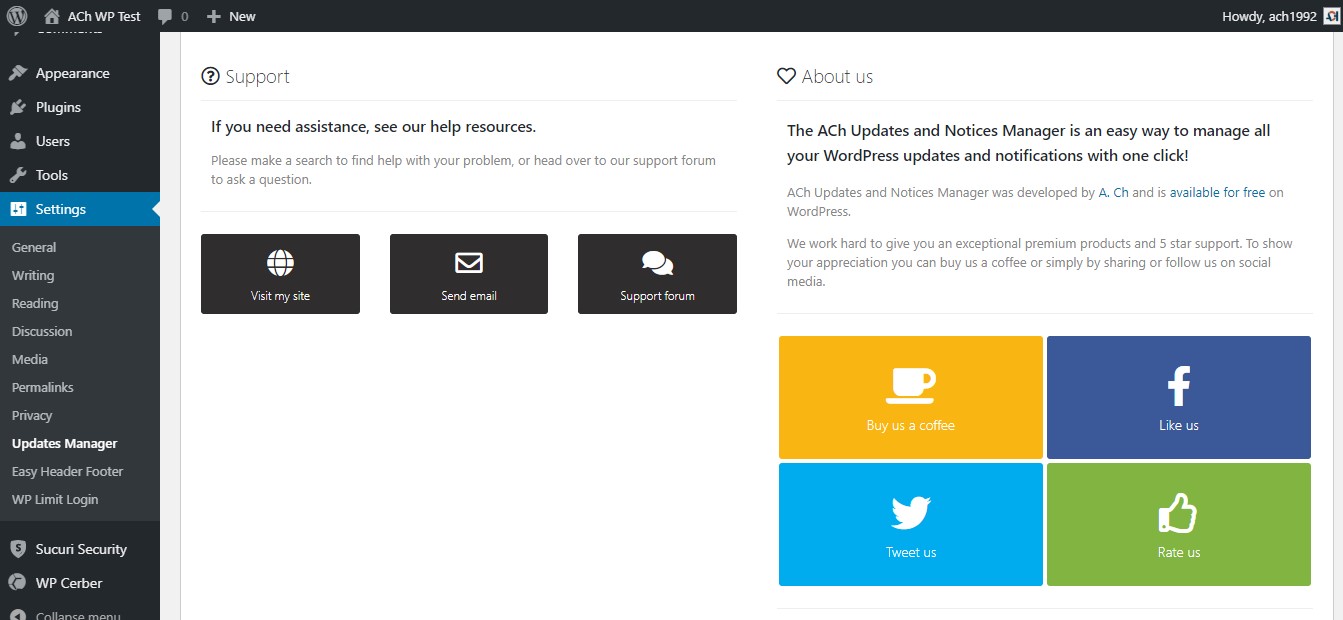 ACh WP Test
0
New
Howdy, ach1992
Comments
Appearance
Plugins
Users
Tools
Settings
General
Writing
Reading
Discussion
Media
Permalinks
Privacy
Updates Manager
Easy Header Footer
WP Limit Login
Sucuri Security
WP Cerber
Collapse menu
Support
If you need assistance, see our help resources.
Please make a search to find help with your problem, or head over to our support forum
to ask a question.
Visit my site
Send email
Support forum
About us
The ACh Updates and Notices Manager is an easy way to manage all
your WordPress updates and notifications with one click!
ACh Updates and Notices Manager was developed by A. Ch and is available for free on
WordPress.
We work hard to give you an exceptional premium products and 5 star support. To show
your appreciation you can buy us a coffee or simply by sharing or follow us on social
media.
Buy us a coffee
Like us
Tweet us
Rate us